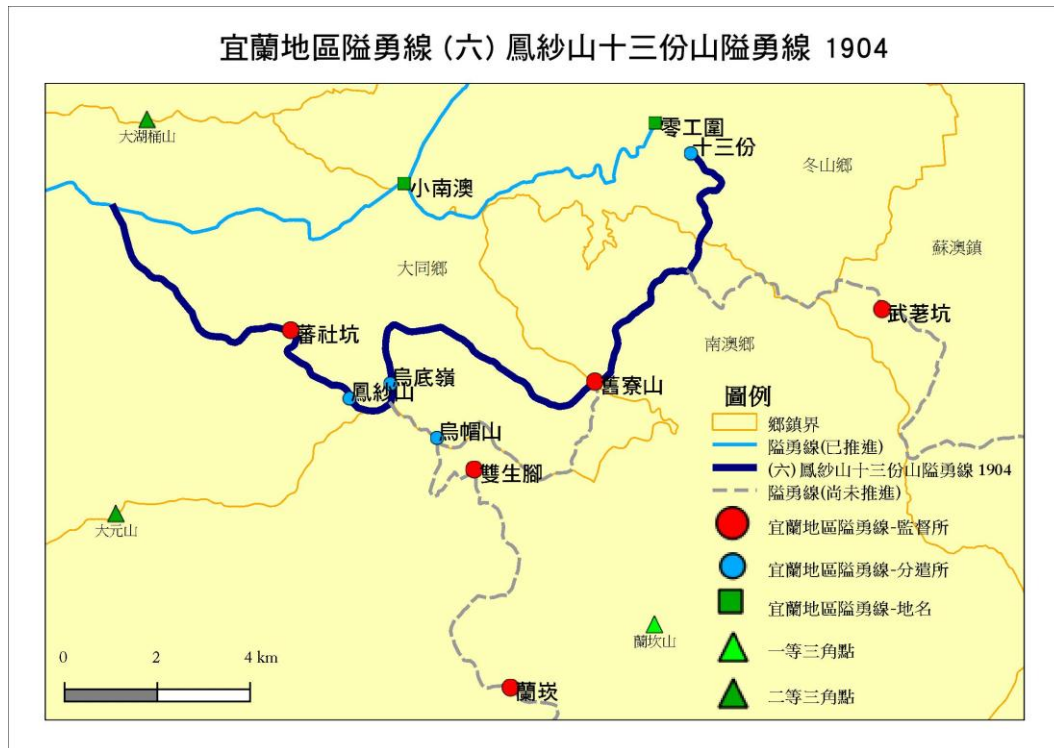 宜蘭地區隘勇線 (六) 鳳紗山十三份山隘勇線 1904
大湖桶山
零工圍
十三份
冬山鄉
小南澳
蘇澳鎮
大同鄉
武荖坑
蕃社坑
南澳鄉
烏底嶺
舊寮山
鳳紗山
烏帽山
雙生腳
大元山
蘭坎山
蘭崁
圖例
鄉鎮界
隘勇線(已推進)
(六) 鳳紗山十三份山隘勇線 1904
隘勇線(尚未推進)
宜蘭地區隘勇線-監督所
宜蘭地區隘勇線-分遣所
宜蘭地區隘勇線-地名
一等三角點
二等三角點
0 2 4 km